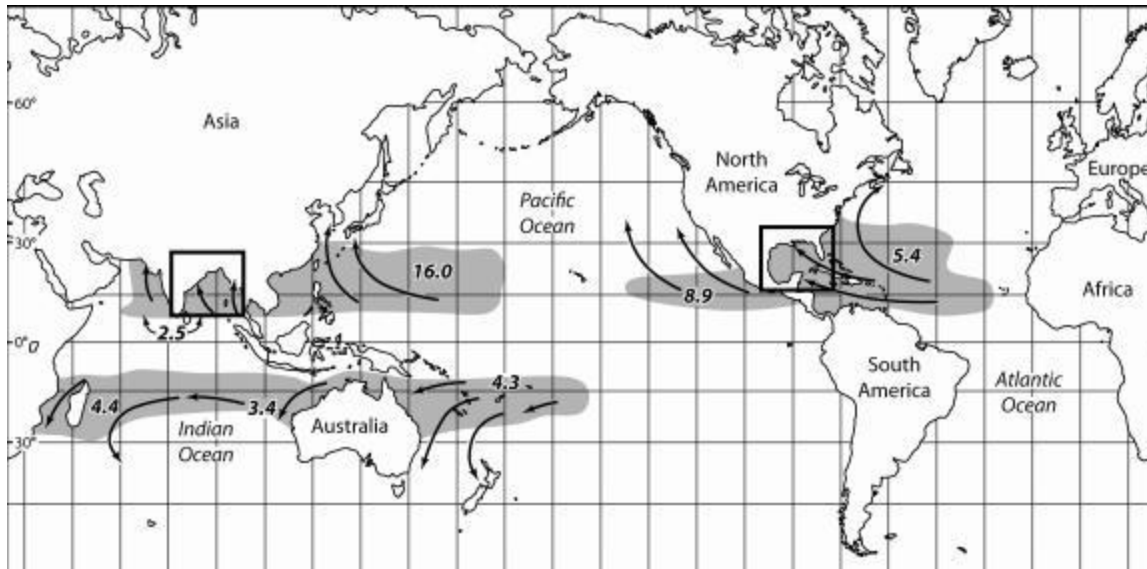 60°
Asia
North
America
Europe
Pacific
Ocean
30°
16.0
5.4
8.9
Africa
2.5
0°
South
America
Atlantic
Ocean
4.3
4.4
3.4
Indian
Ocean
Australia
30°